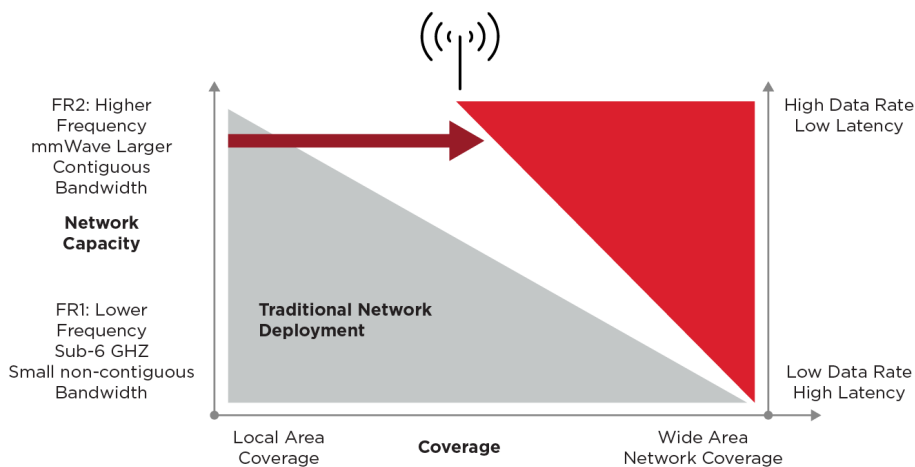 FR2: Higher
Frequency
mmWave Larger
Contiguous
Bandwidth
Network
Capacity
FR1: Lower
Frequency
Sub-6 GHZ
Small non-contiguous
Bandwidth
Traditional Network
Deployment
High Data Rate
Low Latency
Low Data Rate
High Latency
Local Area
Coverage
Coverage
Wide Area
Network Coverage